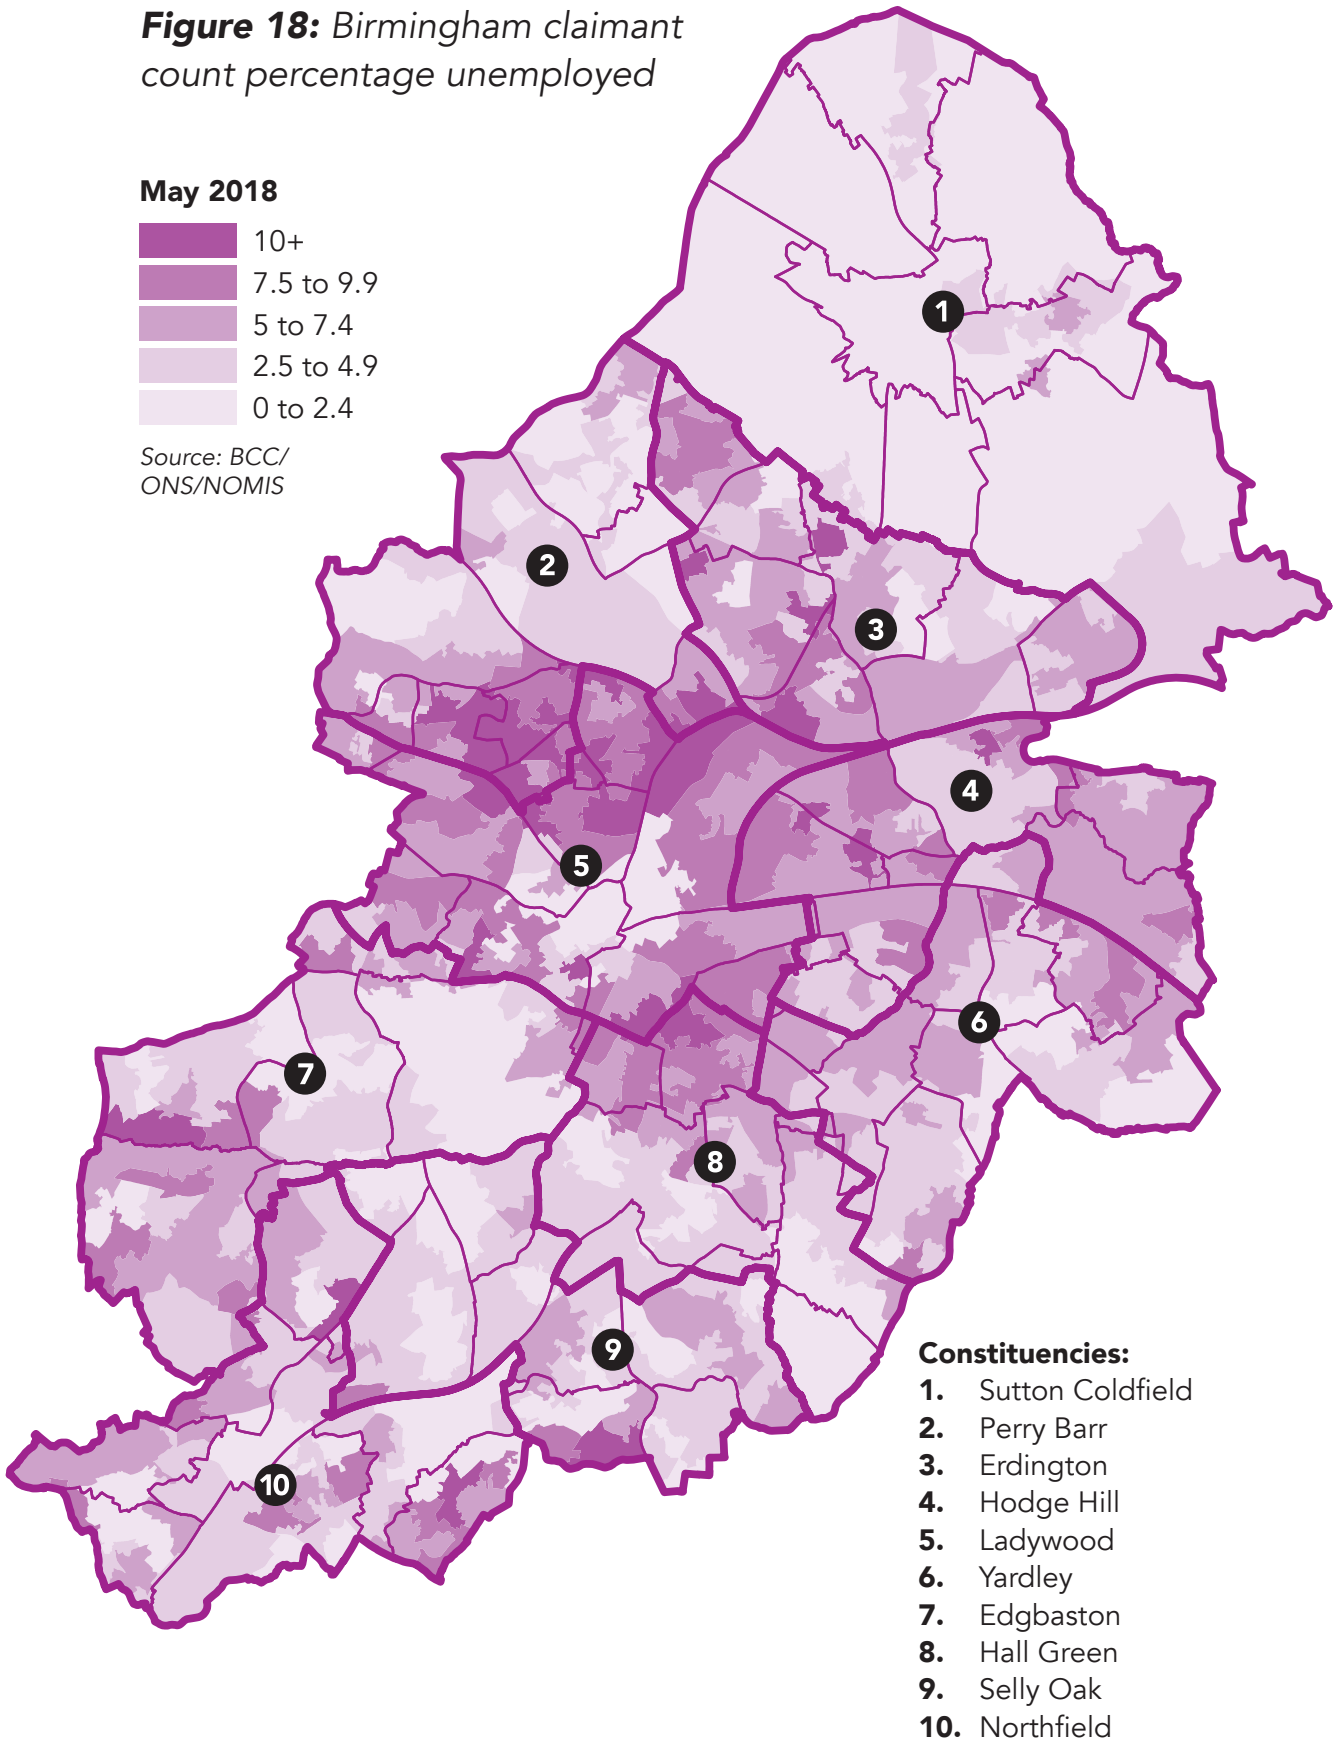 Figure 18: Birmingham claimant
count percentage unemployed
May 2018
10+
7.5 to 9.9
5 to 7.4
2.5 to 4.9
0 to 2.4
Source: BCC/
ONS/NOMIS
1
2
3
4
5
6
7
8
9
10
Constituencies:
1. Sutton Coldfield
2. Perry Barr
3. Erdington
4. Hodge Hill
5. Ladywood
6. Yardley
7. Edgbaston
8. Hall Green
9. Selly Oak
10. Northfield